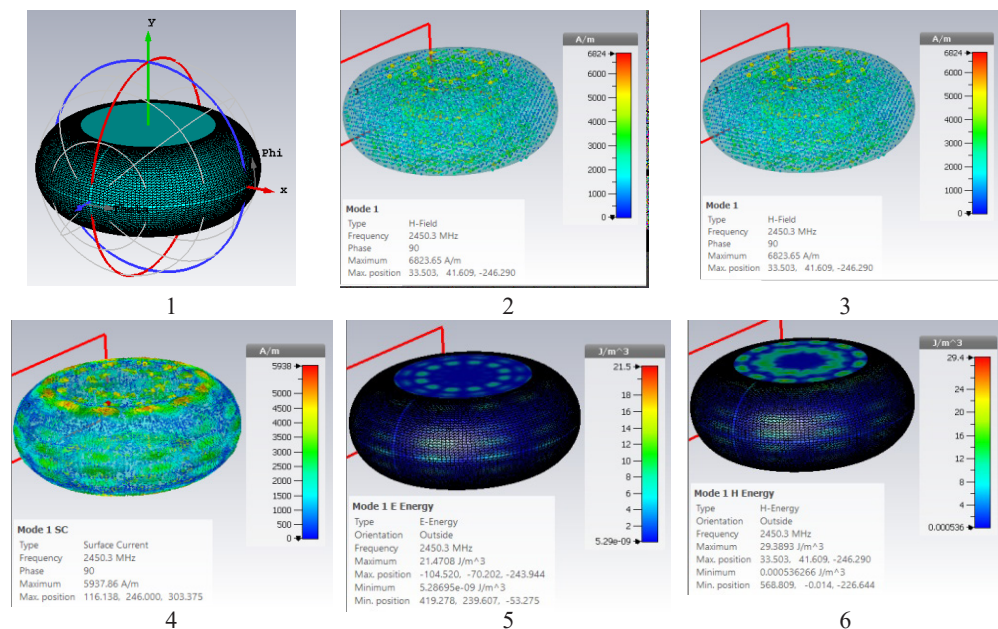 y
Phi
x
1
A/m
6824
6000
5000
4000
3000
2000
1000
0
3
Mode 1
Type H-Field
Frequency 2450.3 MHz
Phase 90
Maximum 6823.65 A/m
Max. position 33.503, 41.609, -246.290
2
A/m
6824
6000
5000
4000
3000
2000
1000
0
3
Mode 1
Type H-Field
Frequency 2450.3 MHz
Phase 90
Maximum 6823.65 A/m
Max. position 33.503, 41.609, -246.290
3
A/m
5938
5000
4500
4000
3500
3000
2500
2000
1500
1000
500
0
Mode 1 SC
Type Surface Current
Frequency 2450.3 MHz
Phase 90
Maximum 5937.86 A/m
Max. position 116.138, 246.000, 303.375
4
J/m^3
21.5
18
16
14
12
10
8
6
4
2
5.29e-09
Mode 1 E Energy
Type E-Energy
Orientation Outside
Frequency 2450.3 MHz
Maximum 21.4708 J/m^3
Max. position -104.520, -70.202, -243.944
Minimum 5.28695e-09 J/m^3
Min. position 419.278, 239.607, -53.275
5
J/m^3
29.4
24
20
16
12
8
4
0.000536
Mode 1 H Energy
Type H-Energy
Orientation Outside
Frequency 2450.3 MHz
Maximum 29.3893 J/m^3
Max. position 33.503, 41.609, -246.290
Minimum 0.000536266 J/m^3
Min. position 568.809, -0.014, -226.644
6